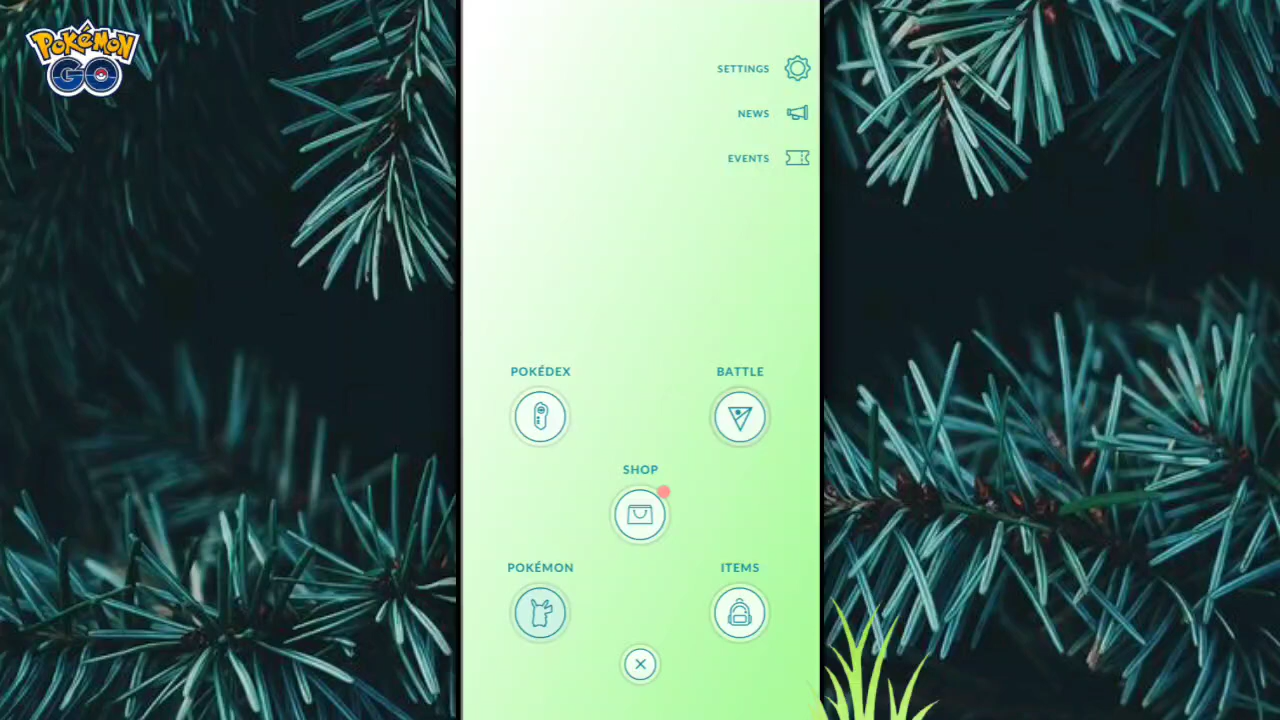 POKÉMON
GO
SETTINGS
NEWS
EVENTS
POKÉDEX
BATTLE
SHOP
POKÉMON
ITEMS